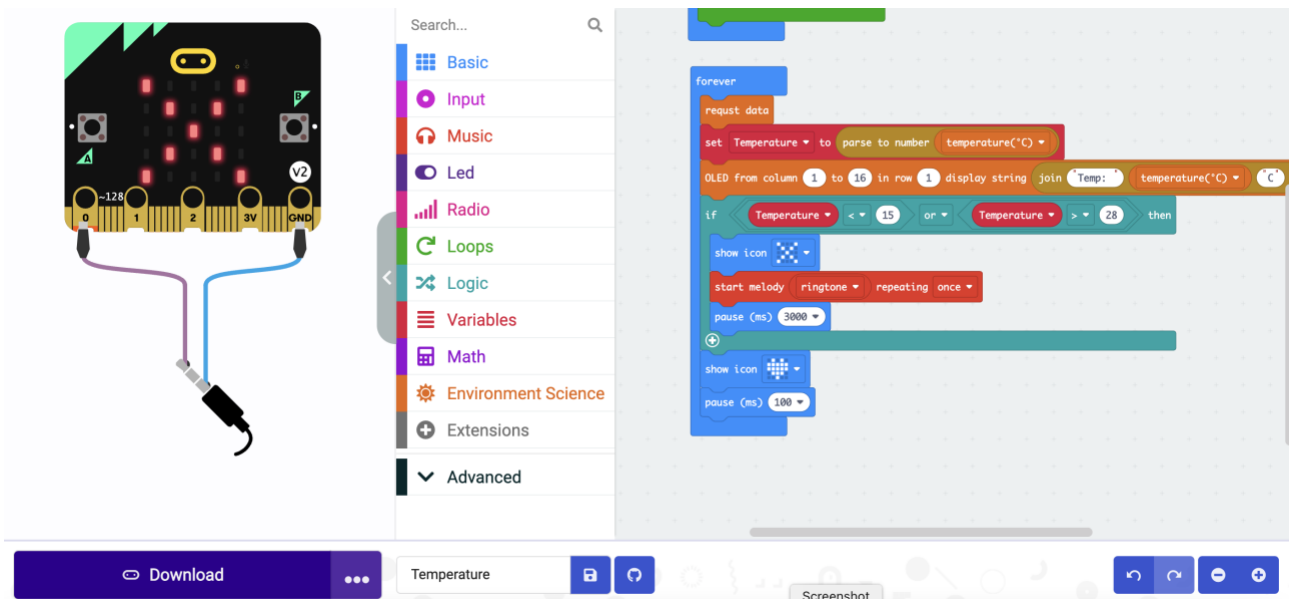 B
A
V2
~128
0 1 2 3V GND
Search...
Basic
Input
Music
Led
Radio
Loops
Logic
Variables
Math
Environment Science
Extensions
Advanced
forever
requst data
set Temperature to parse to number temperature(°C)
OLED from column 1 to 16 in row 1 display string join "Temp: " temperature(°C) "C"
if Temperature < 15 or Temperature > 28 then
show icon
start melody ringtone repeating once
pause (ms) 3000
show icon
pause (ms) 100
Download
Temperature
Screenshot